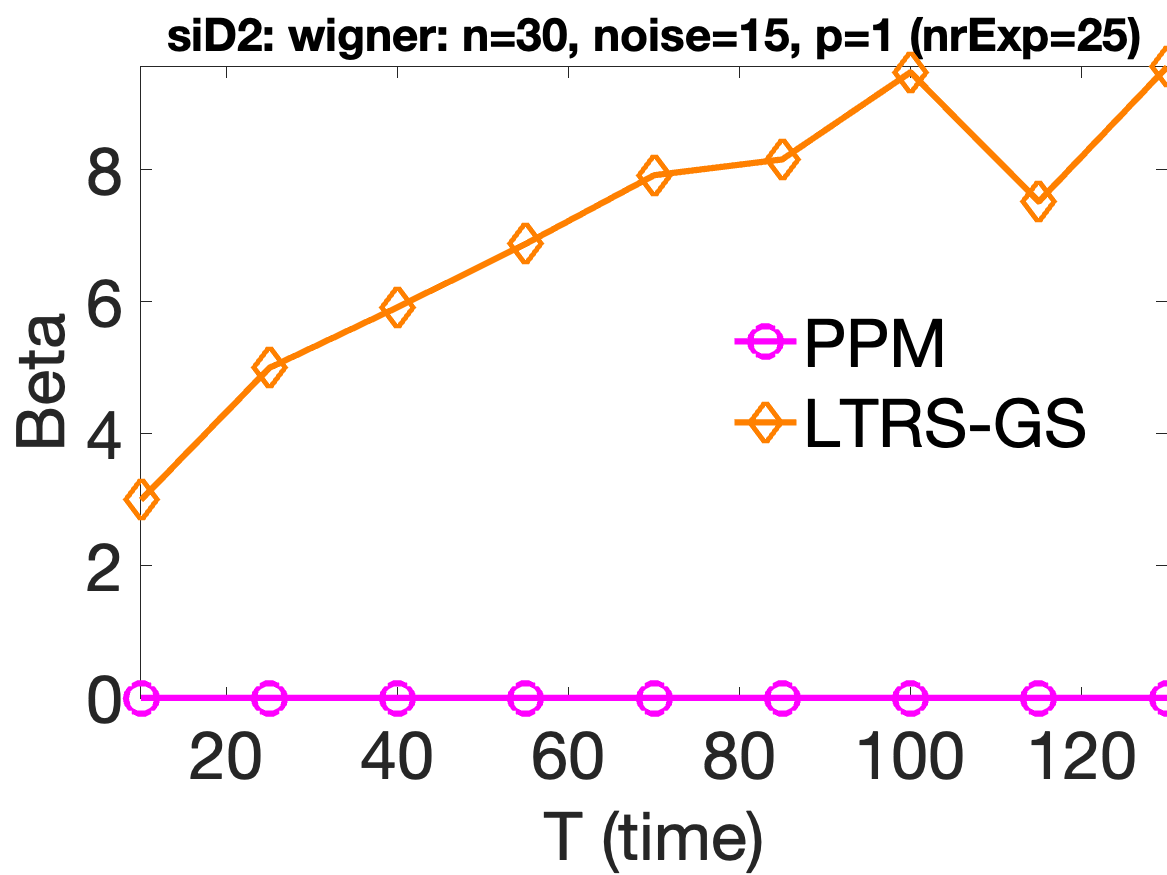 siD2: wigner: n=30, noise=15, p=1 (nrExp=25)
8
6
4
2
0
Beta
PPM
LTRS-GS
20 40 60 80 100 120
T (time)